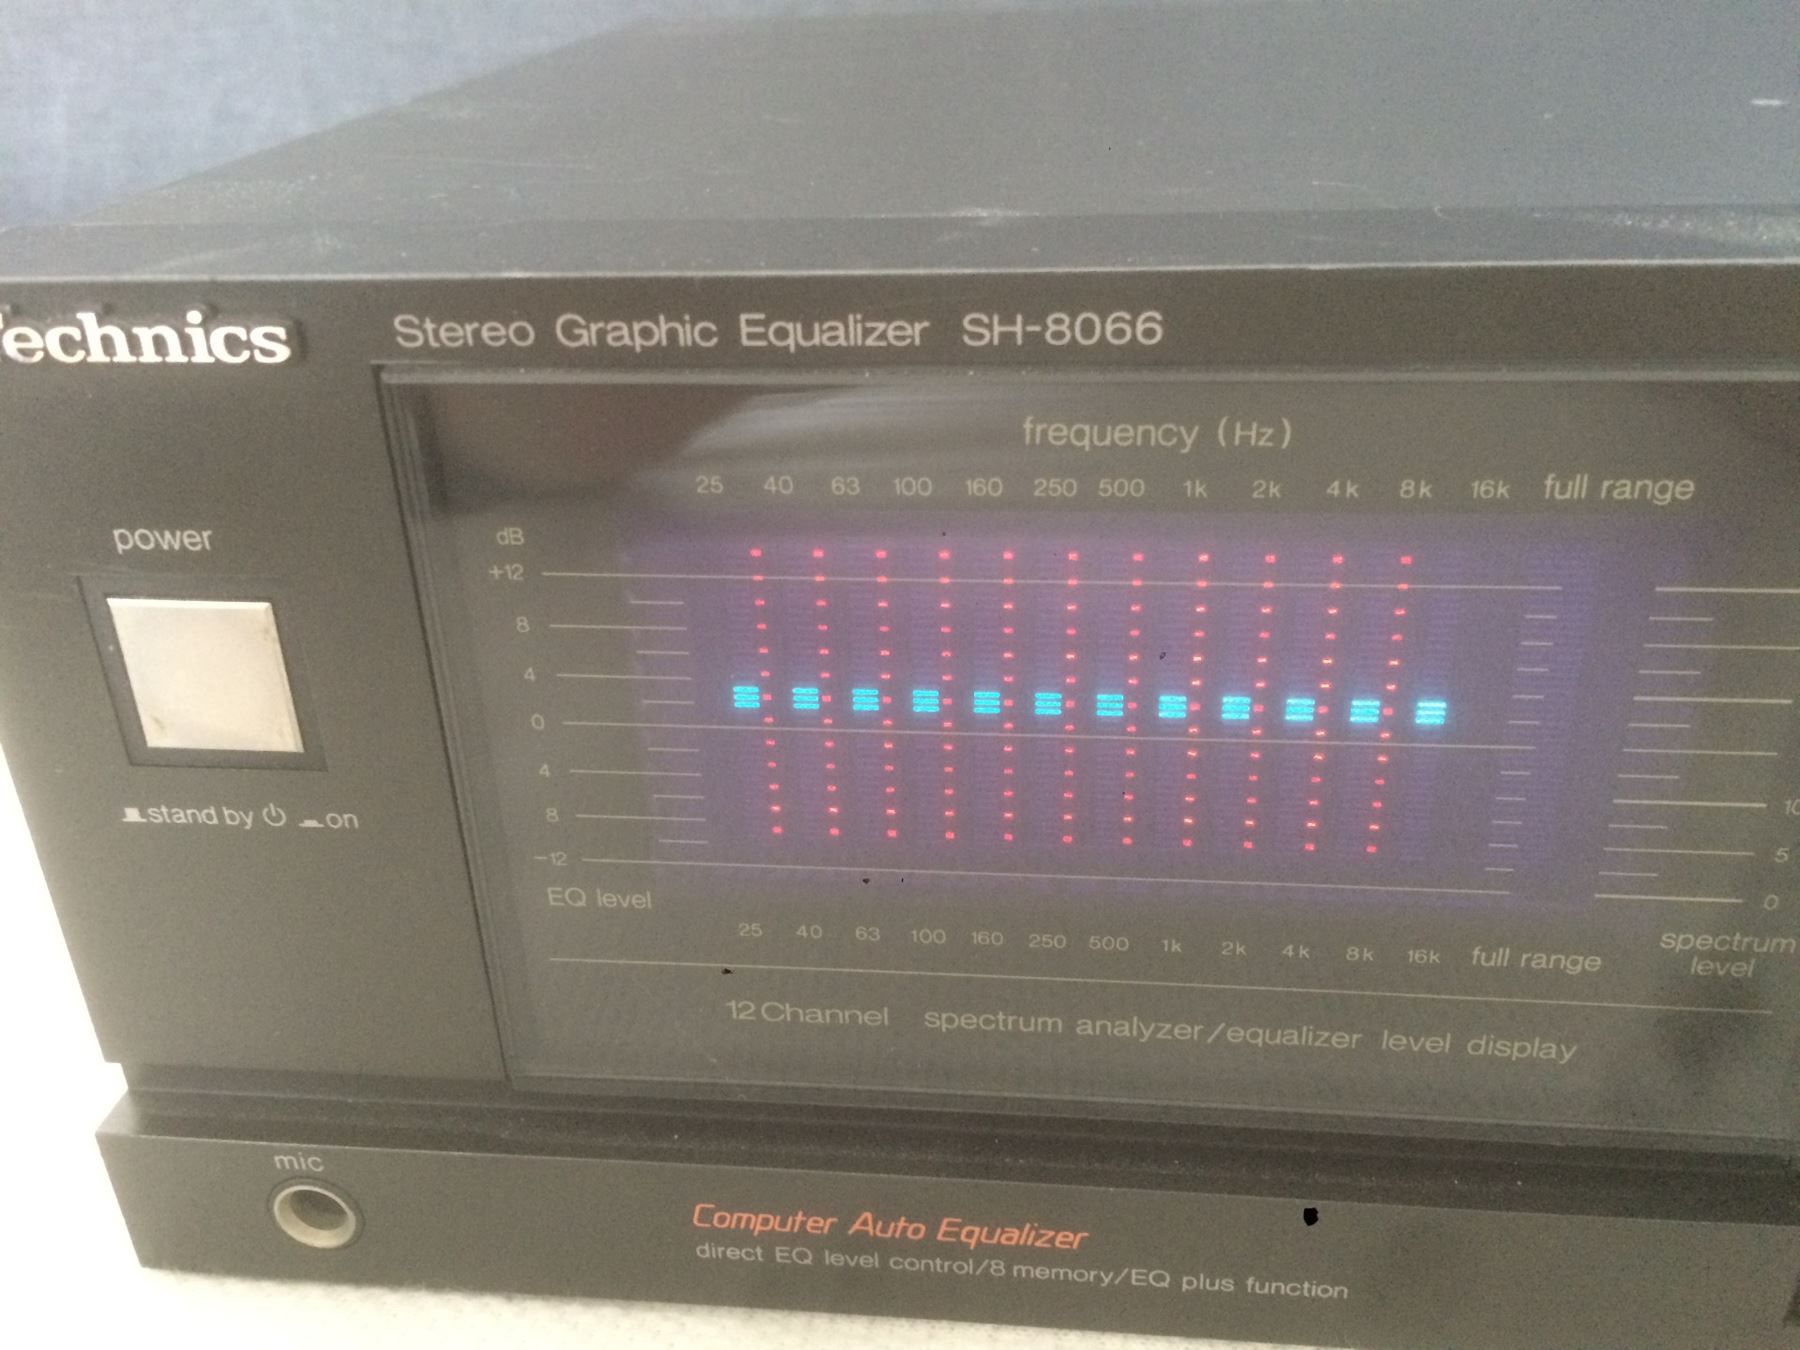 Technics
Stereo Graphic Equalizer SH-8066
frequency (Hz)
25 40 63 100 160 250 500 1k 2k 4k 8k 16k full range
power
dB
+12
8
4
0
4
8
-12
10
5
0
stand by ⏻ on
EQ level
25 40 63 100 160 250 500 1k 2k 4k 8k 16k full range
spectrum
level
12 Channel spectrum analyzer/equalizer level display
mic
Computer Auto Equalizer
direct EQ level control/8 memory/EQ plus function